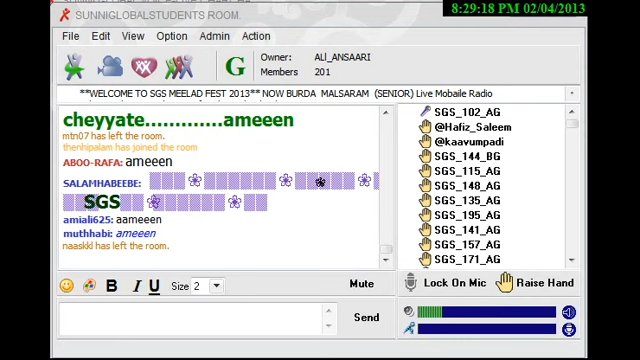 8:29:18 PM 02/04/2013
SUNNIGLOBALSTUDENTS ROOM.
File Edit View Option Admin Action
G
Owner: ALl_ANSAARI
Members 201
**WELCOME TO SGS MEELAD FEST 2013** NOW BURDA MALSARAM (SENIOR) Live Mobaile Radio
cheyyate.............ameeen
mtn07 has left the room.
thenhipalam has joined the room
ABOO-RAFA: ameeen
SALAMHABEEBE:
SGS
amiali625: aameeen
muthhabi: ameeen
naaskkl has left the room.
SGS_102_AG
@Hafiz_Saleem
@kaavumpadi
SGS_144_BG
SGS_115_AG
SGS_148_AG
SGS_135_AG
SGS_195_AG
SGS_141_AG
SGS_157_AG
SGS_171_AG
B I U Size 2 Mute
Lock On Mic Raise Hand
Send